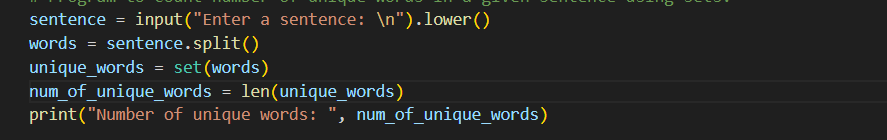 # Program to count number of unique words in a given sentence using sets.
sentence = input("Enter a sentence: \n").lower()
words = sentence.split()
unique_words = set(words)
num_of_unique_words = len(unique_words)
print("Number of unique words: ", num_of_unique_words)